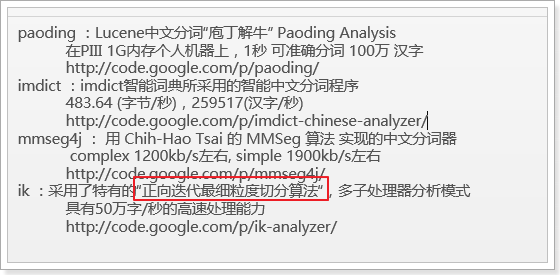 paoding ：Lucene中文分词“庖丁解牛” Paoding Analysis
在PIII 1G内存个人机器上，1秒 可准确分词 100万 汉字
http://code.google.com/p/paoding/
imdict ：imdict智能词典所采用的智能中文分词程序
483.64 (字节/秒)，259517(汉字/秒)
http://code.google.com/p/imdict-chinese-analyzer/
mmseg4j ： 用 Chih-Hao Tsai 的 MMSeg 算法 实现的中文分词器
complex 1200kb/s左右, simple 1900kb/s左右
http://code.google.com/p/mmseg4j/
ik ：采用了特有的“正向迭代最细粒度切分算法“，多子处理器分析模式
具有50万字/秒的高速处理能力
http://code.google.com/p/ik-analyzer/